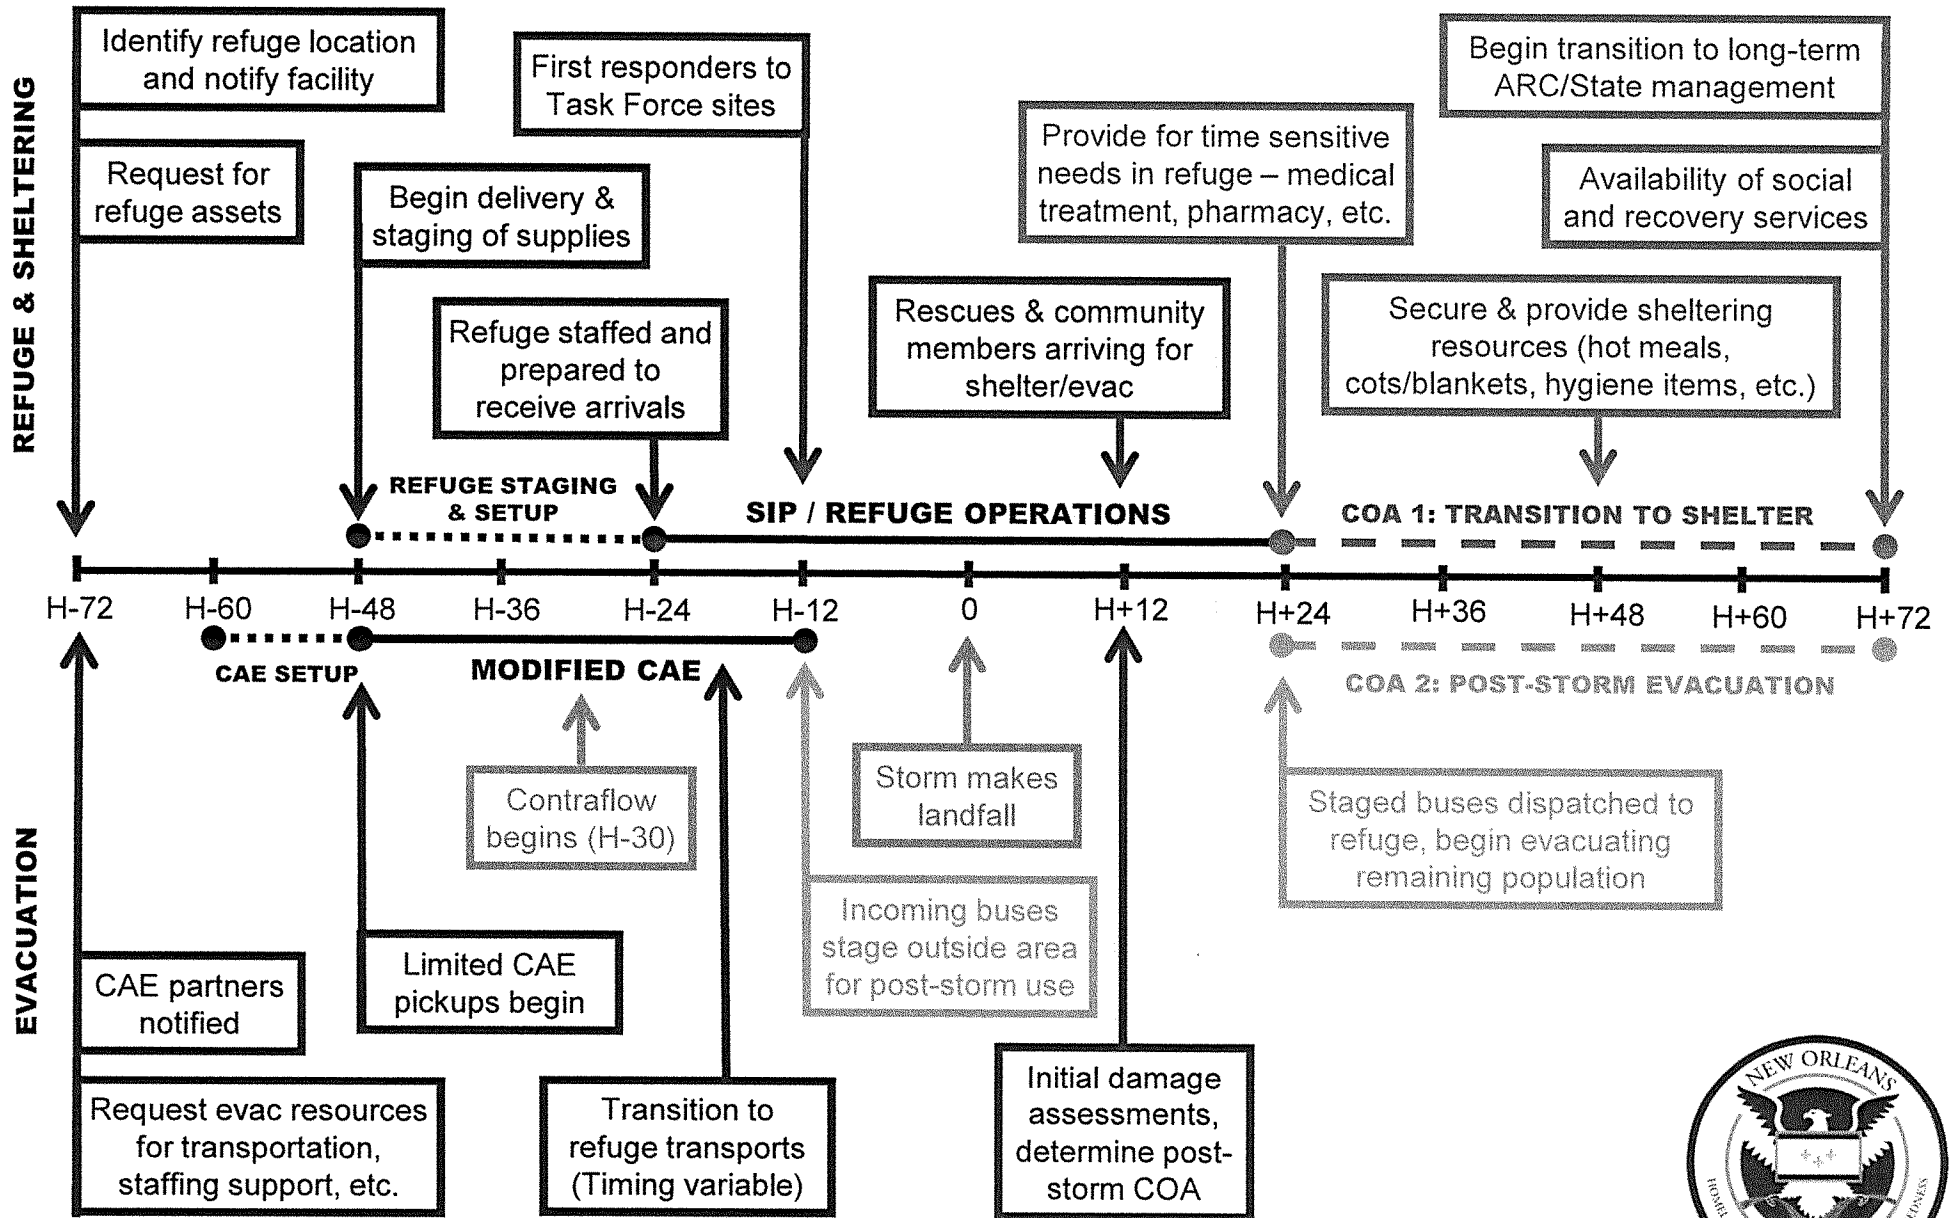 REFUGE & SHELTERING
Identify refuge location
and notify facility
Request for
refuge assets
First responders to
Task Force sites
Begin delivery &
staging of supplies
Refuge staffed and
prepared to
receive arrivals
Rescues & community
members arriving for
shelter/evac
Provide for time sensitive
needs in refuge – medical
treatment, pharmacy, etc.
Begin transition to long-term
ARC/State management
Availability of social
and recovery services
Secure & provide sheltering
resources (hot meals,
cots/blankets, hygiene items, etc.)
REFUGE STAGING
& SETUP
SIP / REFUGE OPERATIONS
COA 1: TRANSITION TO SHELTER
H-72 H-60 H-48 H-36 H-24 H-12 0 H+12 H+24 H+36 H+48 H+60 H+72
CAE SETUP
MODIFIED CAE
COA 2: POST-STORM EVACUATION
EVACUATION
Contraflow
begins (H-30)
Storm makes
landfall
Staged buses dispatched to
refuge, begin evacuating
remaining population
Incoming buses
stage outside area
for post-storm use
Limited CAE
pickups begin
CAE partners
notified
Request evac resources
for transportation,
staffing support, etc.
Transition to
refuge transports
(Timing variable)
Initial damage
assessments,
determine post-
storm COA
NEW ORLEANS